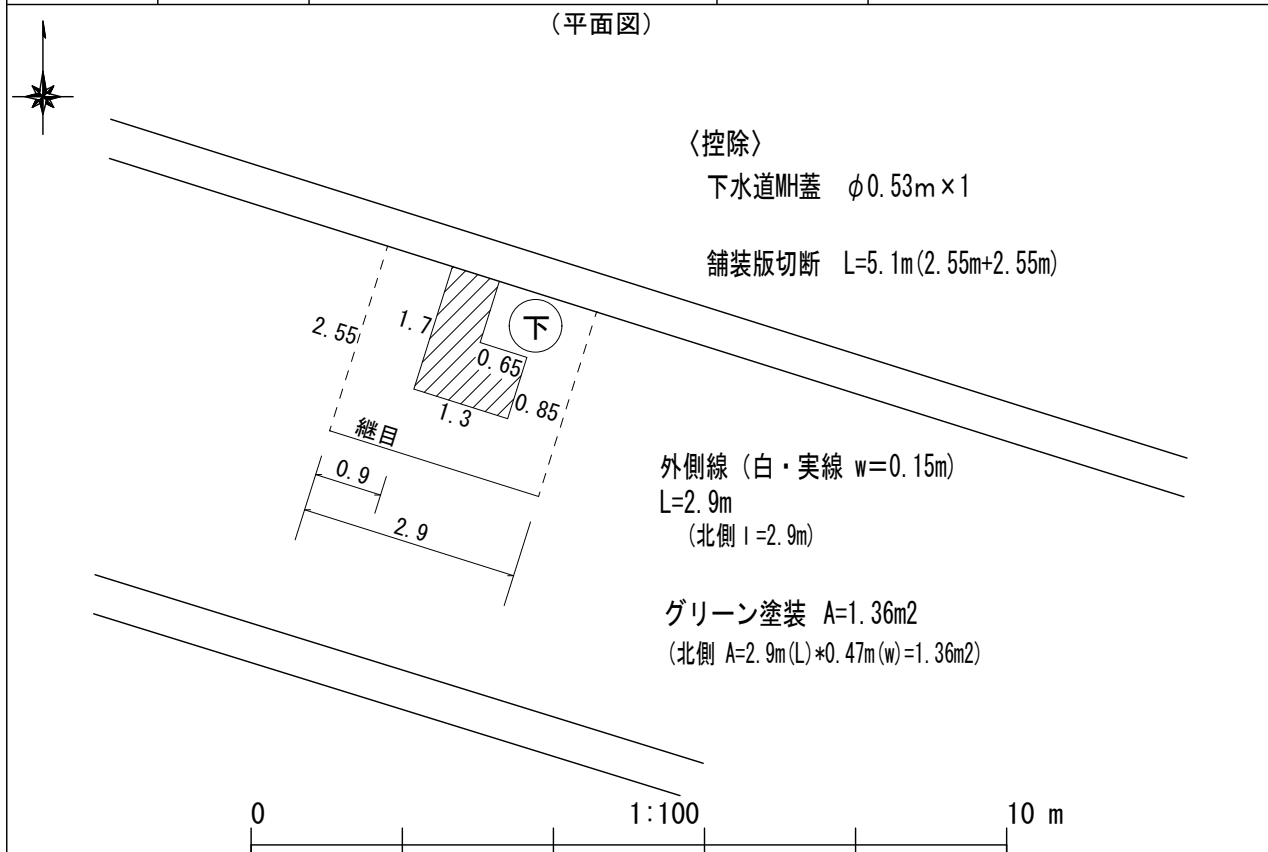 (平面図)
〈控除〉
下水道MH蓋 φ0.53m×1
舗装版切断 L=5.1m(2.55m+2.55m)
下
1.7
2.55
0.65
0.85
1.3
継目
0.9
2.9
外側線 (白・実線 w=0.15m)
L=2.9m
(北側 l=2.9m)
グリーン塗装 A=1.36m2
(北側 A=2.9m(L)*0.47m(w)=1.36m2)
0 1:100 10 m